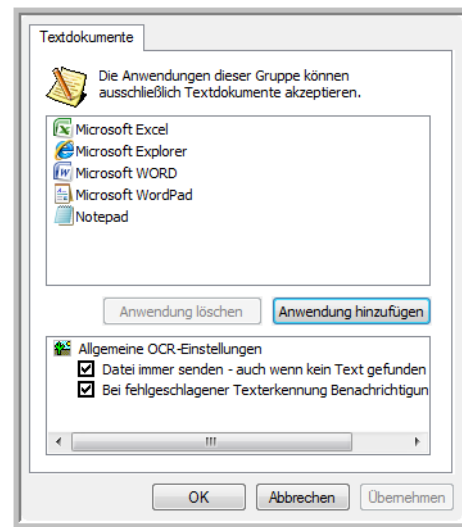 Textdokumente
Die Anwendungen dieser Gruppe können
ausschließlich Textdokumente akzeptieren.
Microsoft Excel
Microsoft Explorer
Microsoft WORD
Microsoft WordPad
Notepad
Anwendung löschen Anwendung hinzufügen
Allgemeine OCR-Einstellungen
Datei immer senden - auch wenn kein Text gefunden
Bei fehlgeschlagener Texterkennung Benachrichtigun
OK Abbrechen Übernehmen